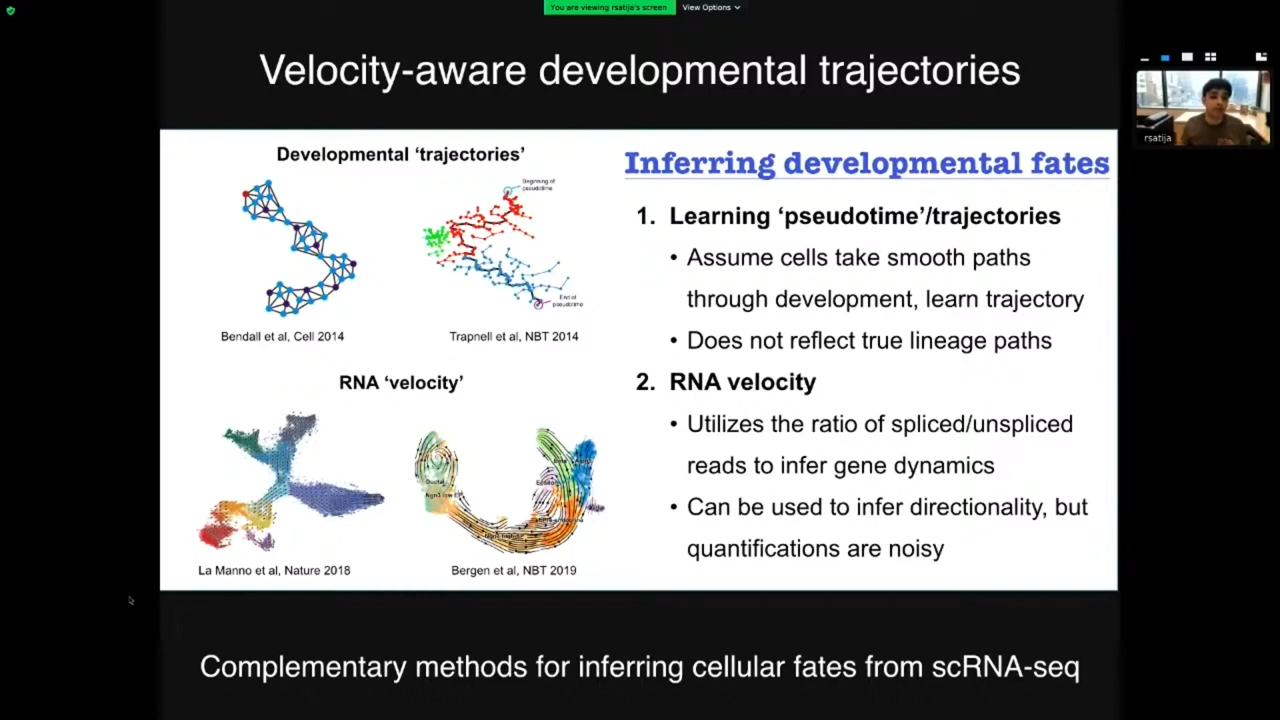 You are viewing rsatija's screen
View Options
Velocity-aware developmental trajectories
rsatija
Developmental 'trajectories'
Beginning of
pseudotime
End of
pseudotime
Bendall et al, Cell 2014
Trapnell et al, NBT 2014
RNA 'velocity'
Ductal
La Manno et al, Nature 2018
Bergen et al, NBT 2019
Inferring developmental fates
1. Learning 'pseudotime'/trajectories
• Assume cells take smooth paths
through development, learn trajectory
• Does not reflect true lineage paths
2. RNA velocity
• Utilizes the ratio of spliced/unspliced
reads to infer gene dynamics
• Can be used to infer directionality, but
quantifications are noisy
Complementary methods for inferring cellular fates from scRNA-seq